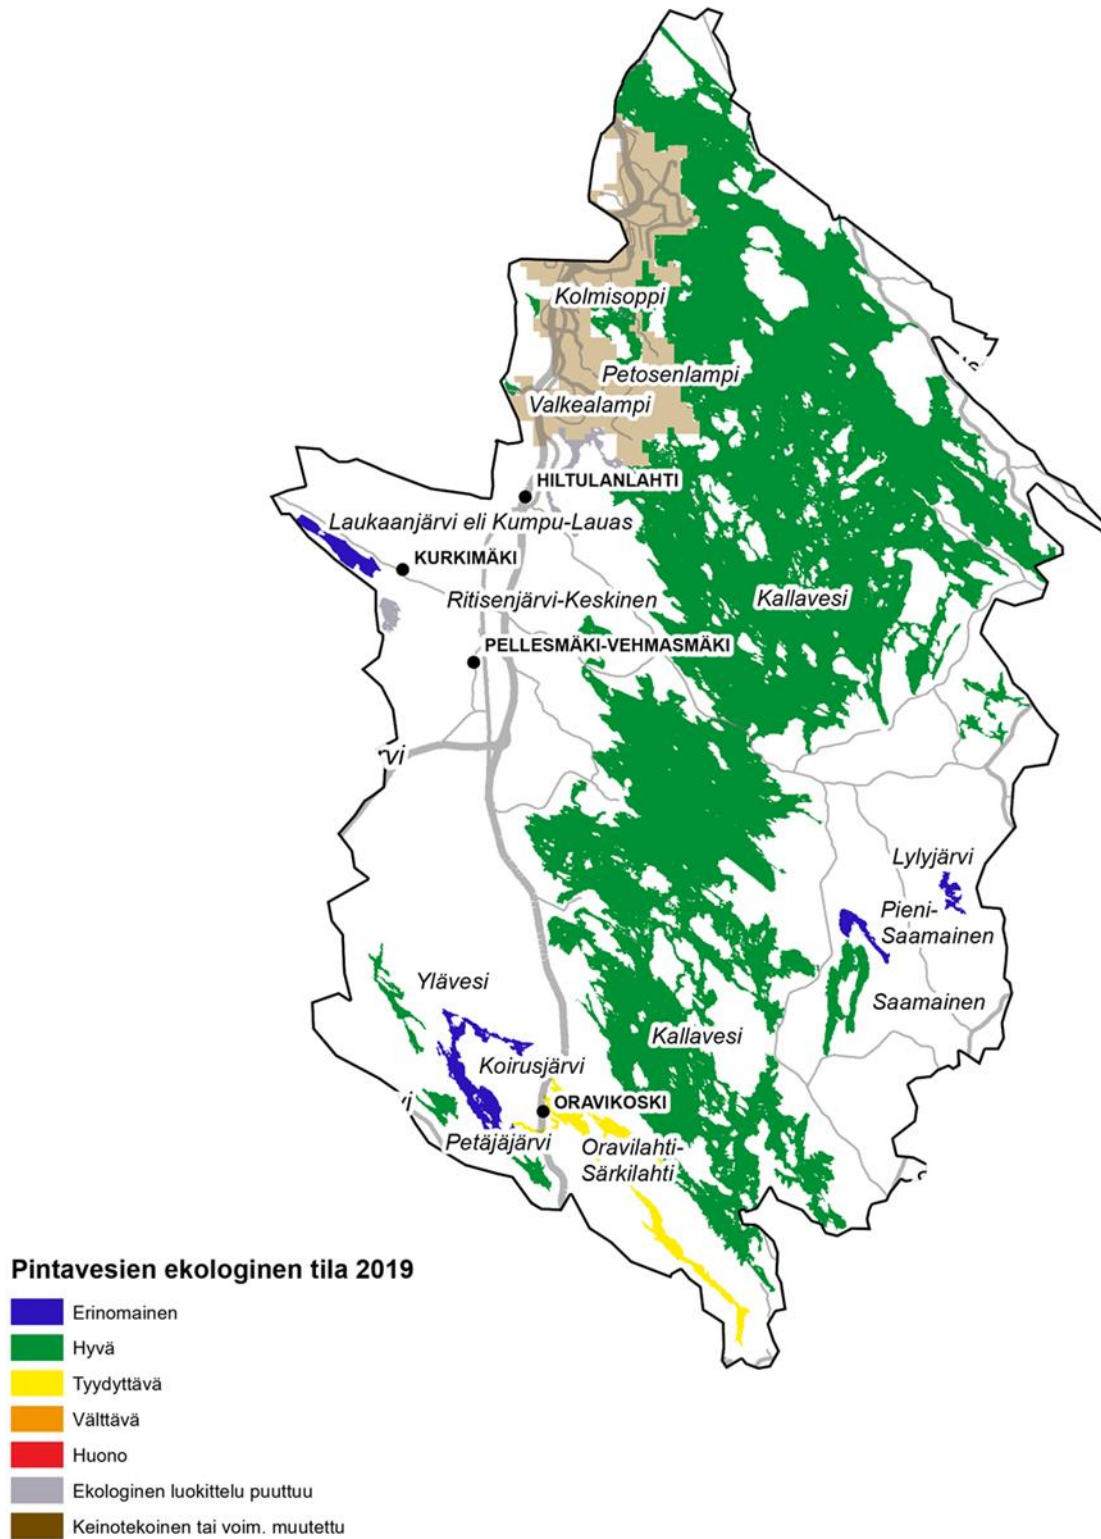 Kolmisoppi
Petosenlampi
Valkealampi
HILTULANLAHTI
Laukaanjärvi eli Kumpu-Lauas
KURKIMÄKI
Ritisenjärvi-Keskinen
Kallavesi
PELLESMÄKI-VEHMASMÄKI
Lylyjärvi
Pieni-
Saamainen
Ylävesi
Saamainen
Kallavesi
Koirusjärvi
ORAVIKOSKI
Petäjäjärvi
Oravilahti-
Särkilahti
Pintavesien ekologinen tila 2019
Erinomainen
Hyvä
Tyydyttävä
Välttävä
Huono
Ekologinen luokittelu puuttuu
Keinotekoinen tai voim. muutettu